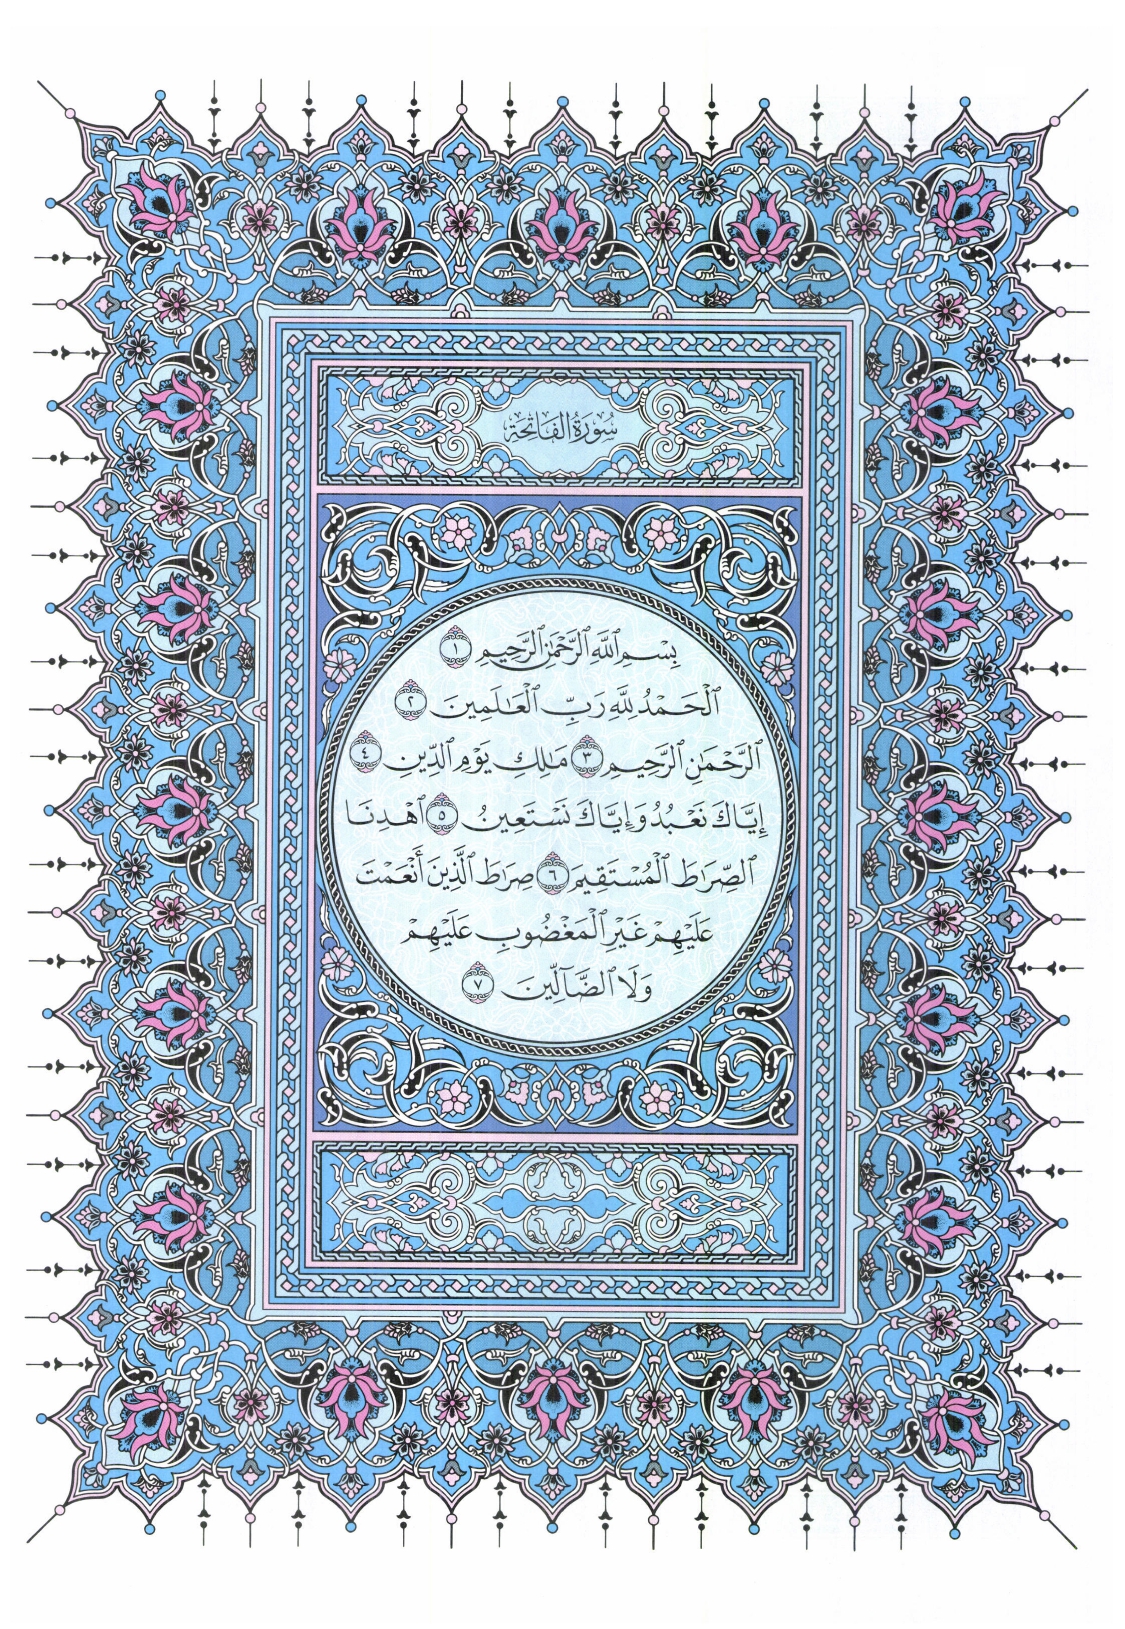 سُورَةُ الفَاتِحَةِ
بِسْمِ ٱللَّهِ ٱلرَّحْمَٰنِ ٱلرَّحِيمِ ١
ٱلْحَمْدُ لِلَّهِ رَبِّ ٱلْعَٰلَمِينَ ٢
ٱلرَّحْمَٰنِ ٱلرَّحِيمِ ٣ مَٰلِكِ يَوْمِ ٱلدِّينِ ٤
إِيَّاكَ نَعْبُدُ وَإِيَّاكَ نَسْتَعِينُ ٥ ٱهْدِنَا
ٱلصِّرَٰطَ ٱلْمُسْتَقِيمَ ٦ صِرَٰطَ ٱلَّذِينَ أَنْعَمْتَ
عَلَيْهِمْ غَيْرِ ٱلْمَغْضُوبِ عَلَيْهِمْ
وَلَا ٱلضَّآلِّينَ ٧